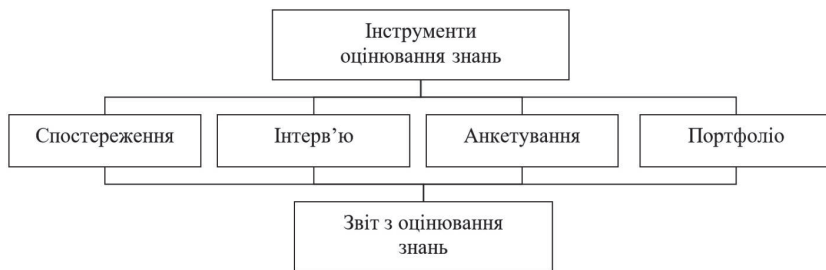 Інструменти
оцінювання знань
Спостереження
Інтерв’ю
Анкетування
Портфоліо
Звіт з оцінювання
знань